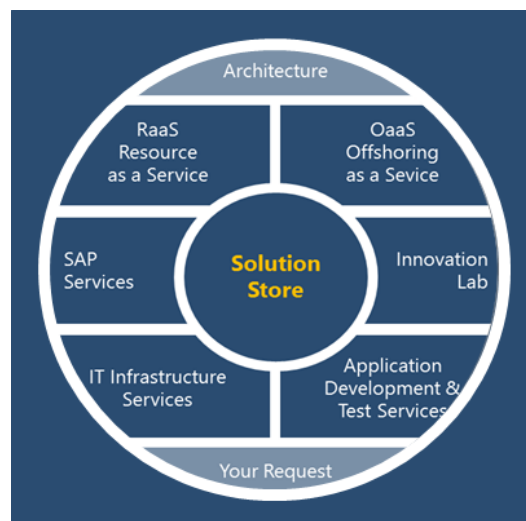 Architecture
RaaS
Resource
as a Service
OaaS
Offshoring
as a Sevice
SAP
Services
Solution
Store
Innovation
Lab
IT Infrastructure
Services
Application
Development &
Test Services
Your Request